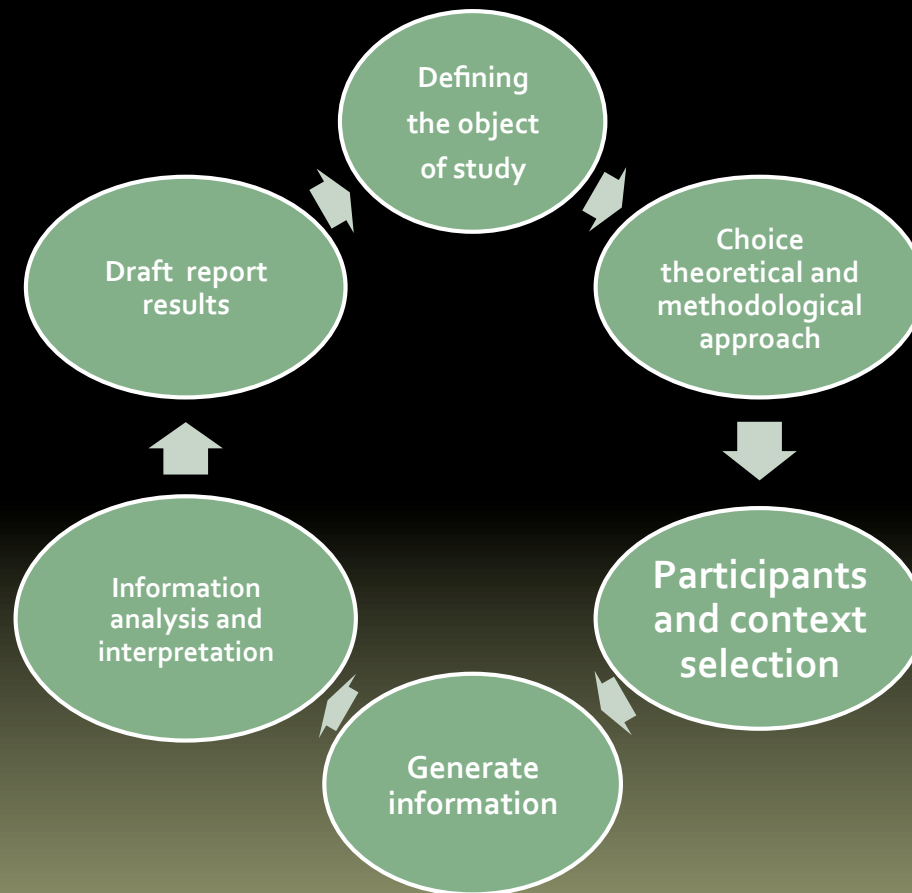 Defining
the object
of study
Choice
theoretical and
methodological
approach
Participants
and context
selection
Generate
information
Information
analysis and
interpretation
Draft report
results